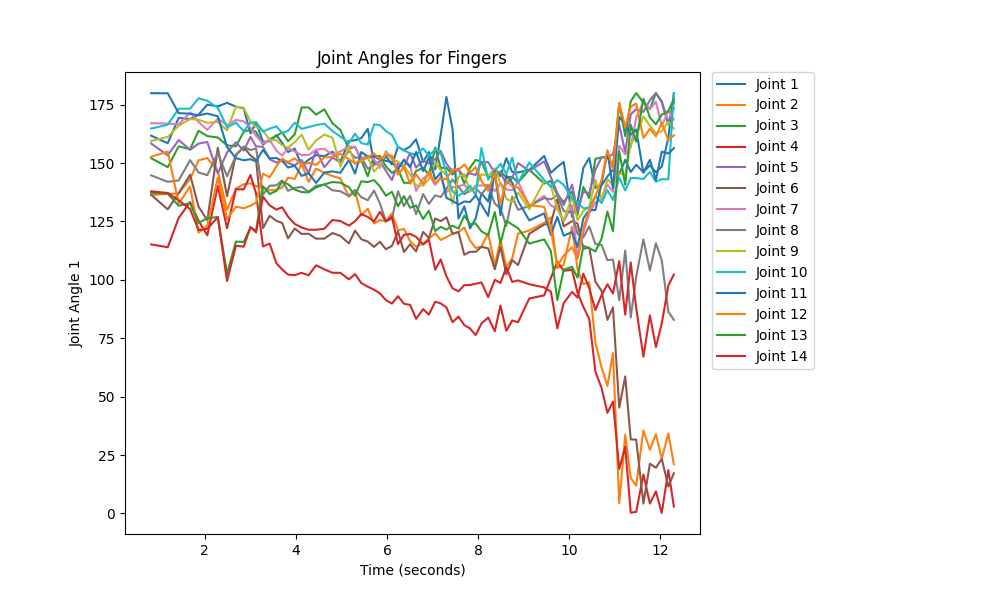 Joint Angles for Fingers
Joint Angle 1
175
150
125
100
75
50
25
0
2 4 6 8 10 12
Time (seconds)
Joint 1
Joint 2
Joint 3
Joint 4
Joint 5
Joint 6
Joint 7
Joint 8
Joint 9
Joint 10
Joint 11
Joint 12
Joint 13
Joint 14